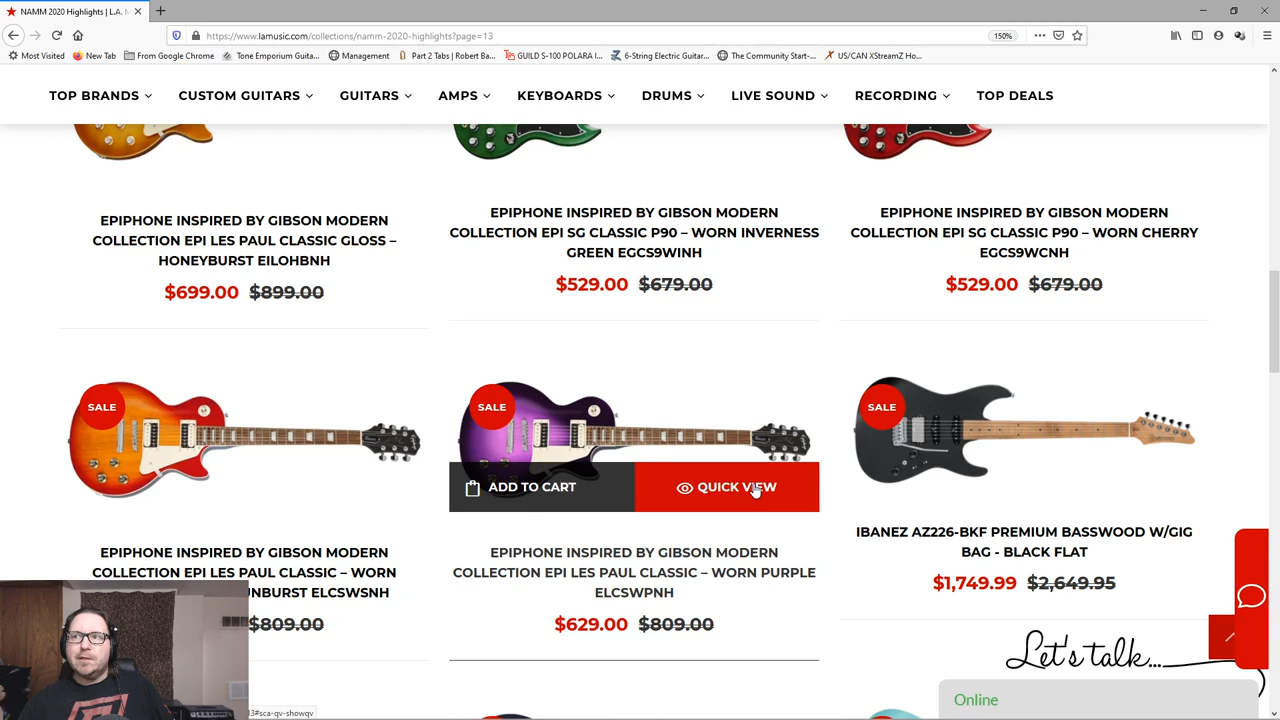 NAMM 2020 Highlights | L.A. M
https://www.lamusic.com/collections/namm-2020-highlights?page=13
150%
Most Visited
New Tab
From Google Chrome
Tone Emporium Guita...
Management
Part 2 Tabs | Robert Ba...
GUILD S-100 POLARA I...
6-String Electric Guitar...
The Community Start-...
US/CAN XStreamZ Ho...
TOP BRANDS
CUSTOM GUITARS
GUITARS
AMPS
KEYBOARDS
DRUMS
LIVE SOUND
RECORDING
TOP DEALS
EPIPHONE INSPIRED BY GIBSON MODERN
COLLECTION EPI LES PAUL CLASSIC GLOSS –
HONEYBURST EILOHBNH
$699.00 $899.00
EPIPHONE INSPIRED BY GIBSON MODERN
COLLECTION EPI SG CLASSIC P90 – WORN INVERNESS
GREEN EGCS9WINH
$529.00 $679.00
EPIPHONE INSPIRED BY GIBSON MODERN
COLLECTION EPI SG CLASSIC P90 – WORN CHERRY
EGCS9WCNH
$529.00 $679.00
SALE
EPIPHONE INSPIRED BY GIBSON MODERN
COLLECTION EPI LES PAUL CLASSIC – WORN
UNBURST ELCSWSNH
$809.00
SALE
ADD TO CART
QUICK VIEW
EPIPHONE INSPIRED BY GIBSON MODERN
COLLECTION EPI LES PAUL CLASSIC – WORN PURPLE
ELCSWPNH
$629.00 $809.00
SALE
IBANEZ AZ226-BKF PREMIUM BASSWOOD W/GIG
BAG - BLACK FLAT
$1,749.99 $2,649.95
Let's talk...
Online
13#sca-qv-showqv